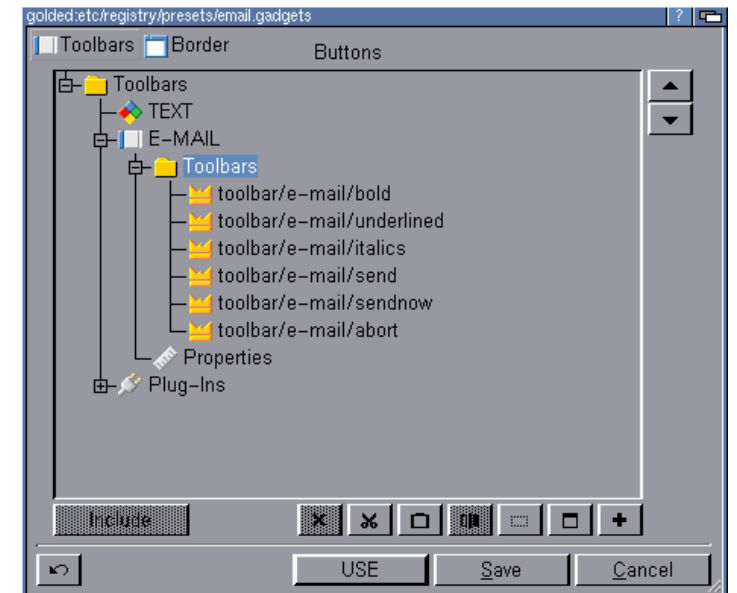 golded:etc/registry/presets/email.gadgets ?
Toolbars Border
Buttons
Toolbars
TEXT
E-MAIL
Toolbars
toolbar/e-mail/bold
toolbar/e-mail/underlined
toolbar/e-mail/italics
toolbar/e-mail/send
toolbar/e-mail/sendnow
toolbar/e-mail/abort
Properties
Plug-Ins
Include
USE Save Cancel